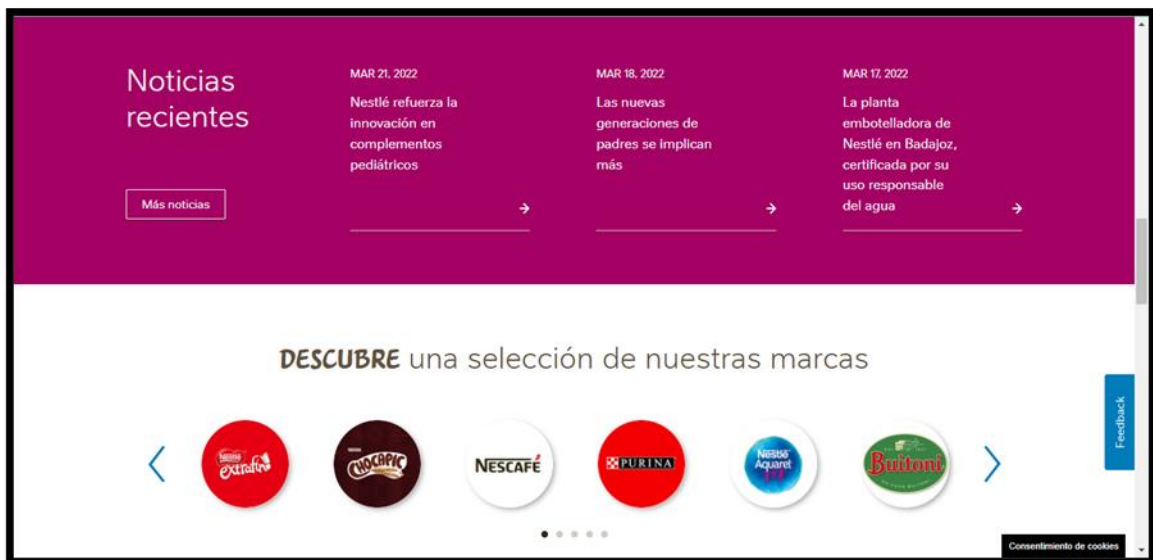 Noticias
recientes
Más noticias
MAR 21, 2022
Nestlé refuerza la
innovación en
complementos
pediátricos
MAR 18, 2022
Las nuevas
generaciones de
padres se implican
más
MAR 17, 2022
La planta
embotelladora de
Nestlé en Badajoz,
certificada por su
uso responsable
del agua
DESCUBRE una selección de nuestras marcas
Nestlé
extrafino
CHOCAPIC
NESCAFÉ
PURINA
Nestlé
Aquarel
Buitoni
Feedback
Consentimiento de cookies